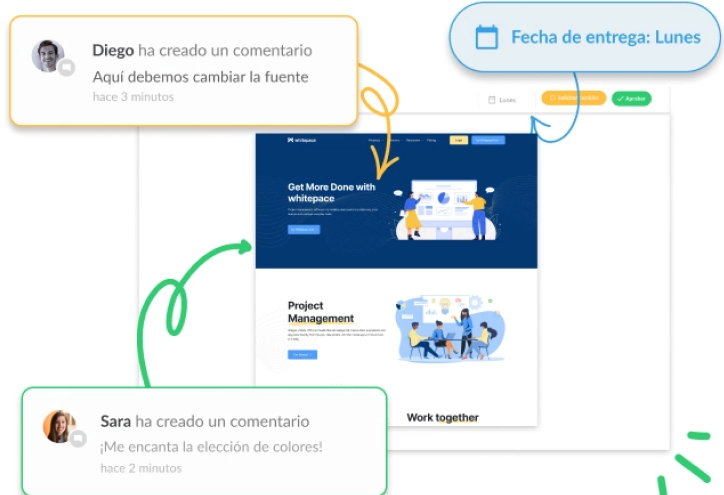 Diego ha creado un comentario
Aquí debemos cambiar la fuente
hace 3 minutos
Fecha de entrega: Lunes
Lunes
Aprobar
whitepace
Get More Done with
whitepace
Project
Management
Work together
Sara ha creado un comentario
¡Me encanta la elección de colores!
hace 2 minutos